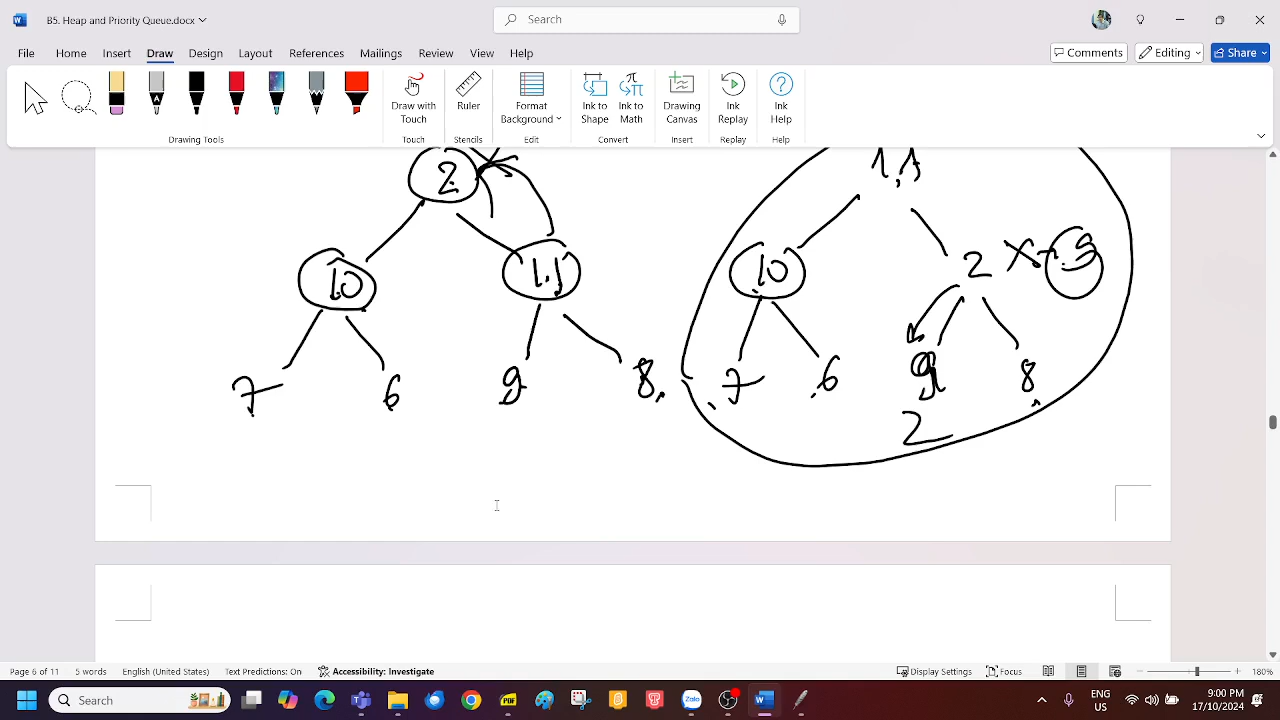 B5. Heap and Priority Queue.docx
Search
File Home Insert Draw Design Layout References Mailings Review View Help
Comments Editing Share
Draw with Touch
Ruler
Format Background
Ink to Shape
Ink to Math
Drawing Canvas
Ink Replay
Ink Help
Drawing Tools
Touch
Stencils
Edit
Convert
Insert
Replay
Help
2
10 11
7 6 9 8
11
10 2
7 6 9 8
2
Page 6 of 11 5 words English (United States) Text Predictions: On Accessibility: Investigate Display Settings Focus 180%
Search
PDF
Zalo
ENG
US
9:00 PM
17/10/2024